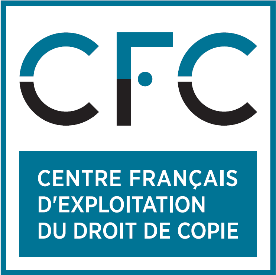 CFC
CENTRE FRANÇAIS
D'EXPLOITATION
DU DROIT DE COPIE